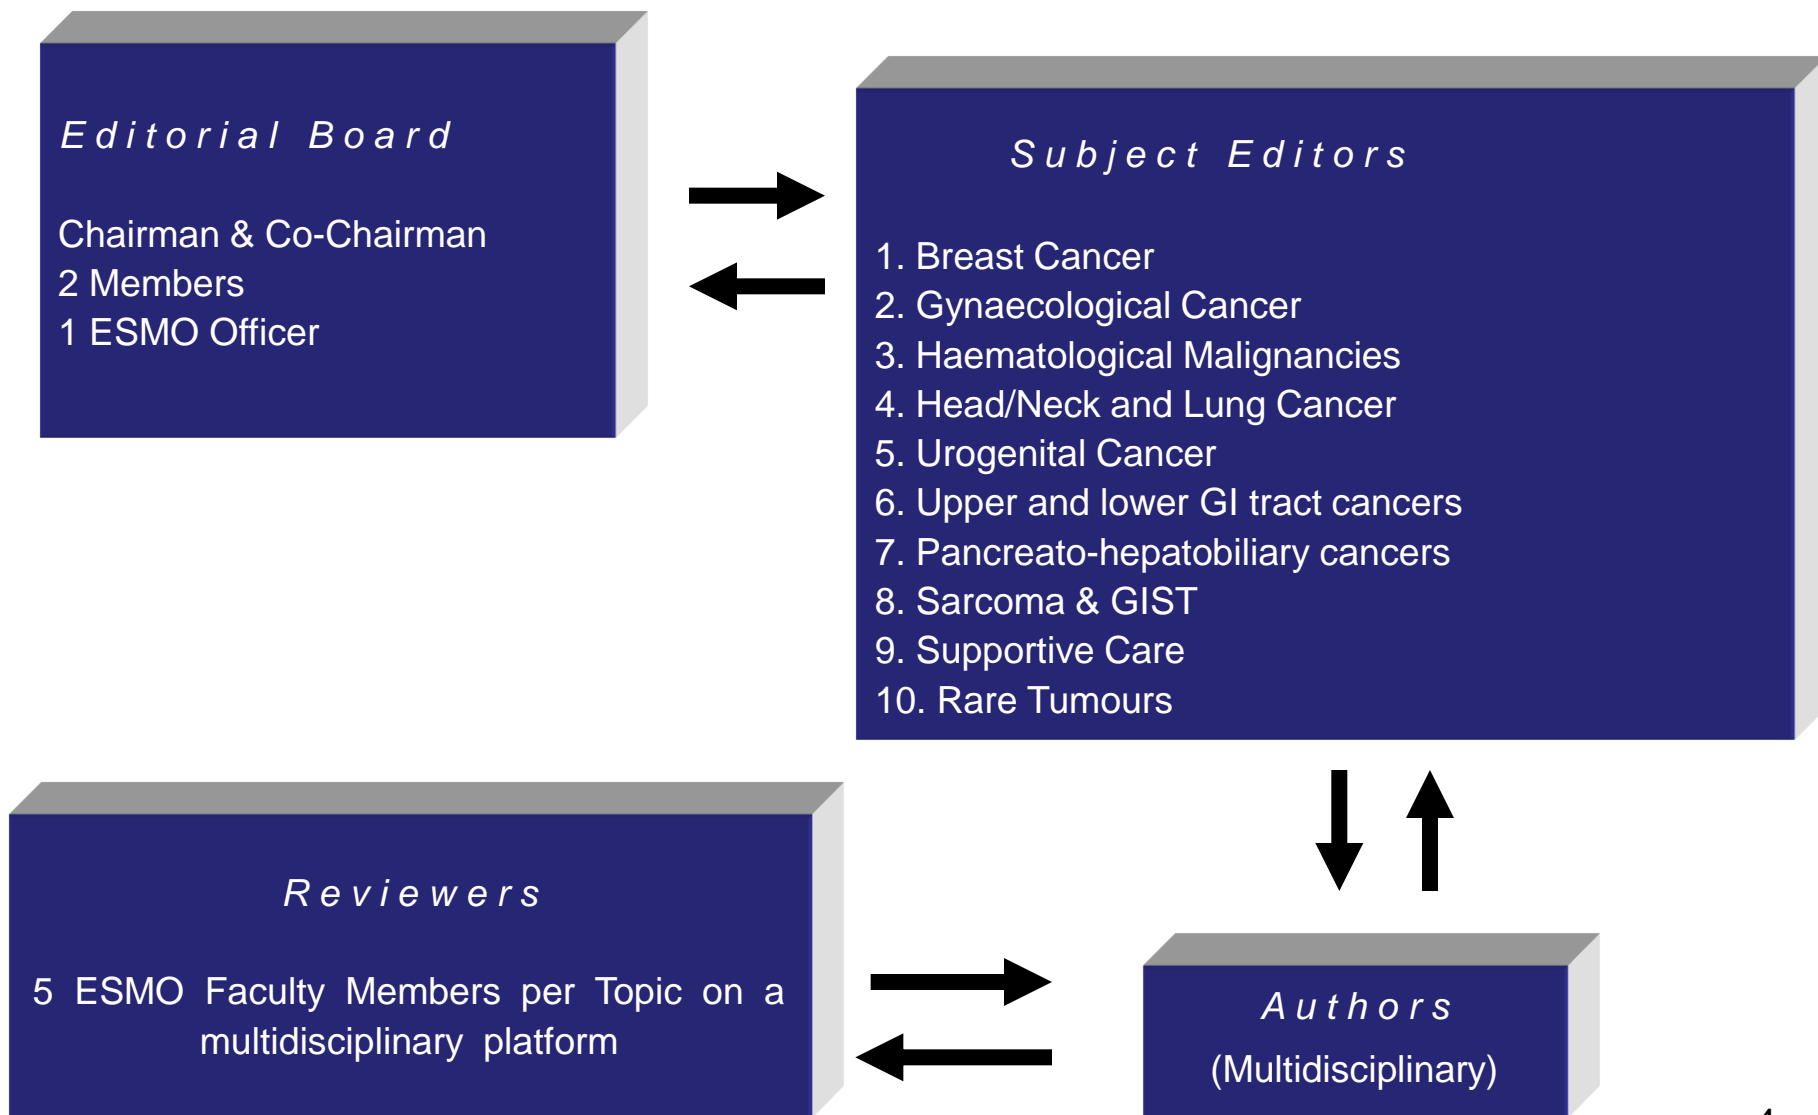 Editorial Board
Chairman & Co-Chairman
2 Members
1 ESMO Officer
Subject Editors
1. Breast Cancer
2. Gynaecological Cancer
3. Haematological Malignancies
4. Head/Neck and Lung Cancer
5. Urogenital Cancer
6. Upper and lower GI tract cancers
7. Pancreato-hepatobiliary cancers
8. Sarcoma & GIST
9. Supportive Care
10. Rare Tumours
Reviewers
5 ESMO Faculty Members per Topic on a
multidisciplinary platform
Authors
(Multidisciplinary)